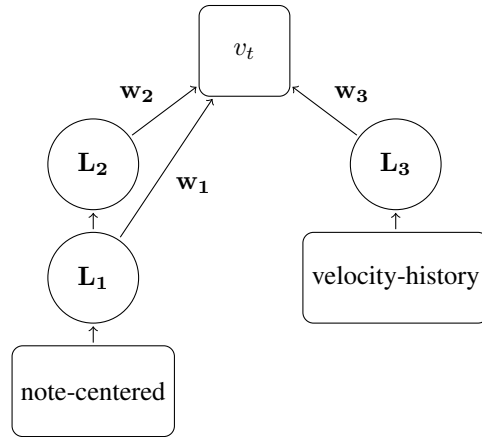 v_t
w_2
w_3
L_2
L_3
w_1
L_1
velocity-history
note-centered